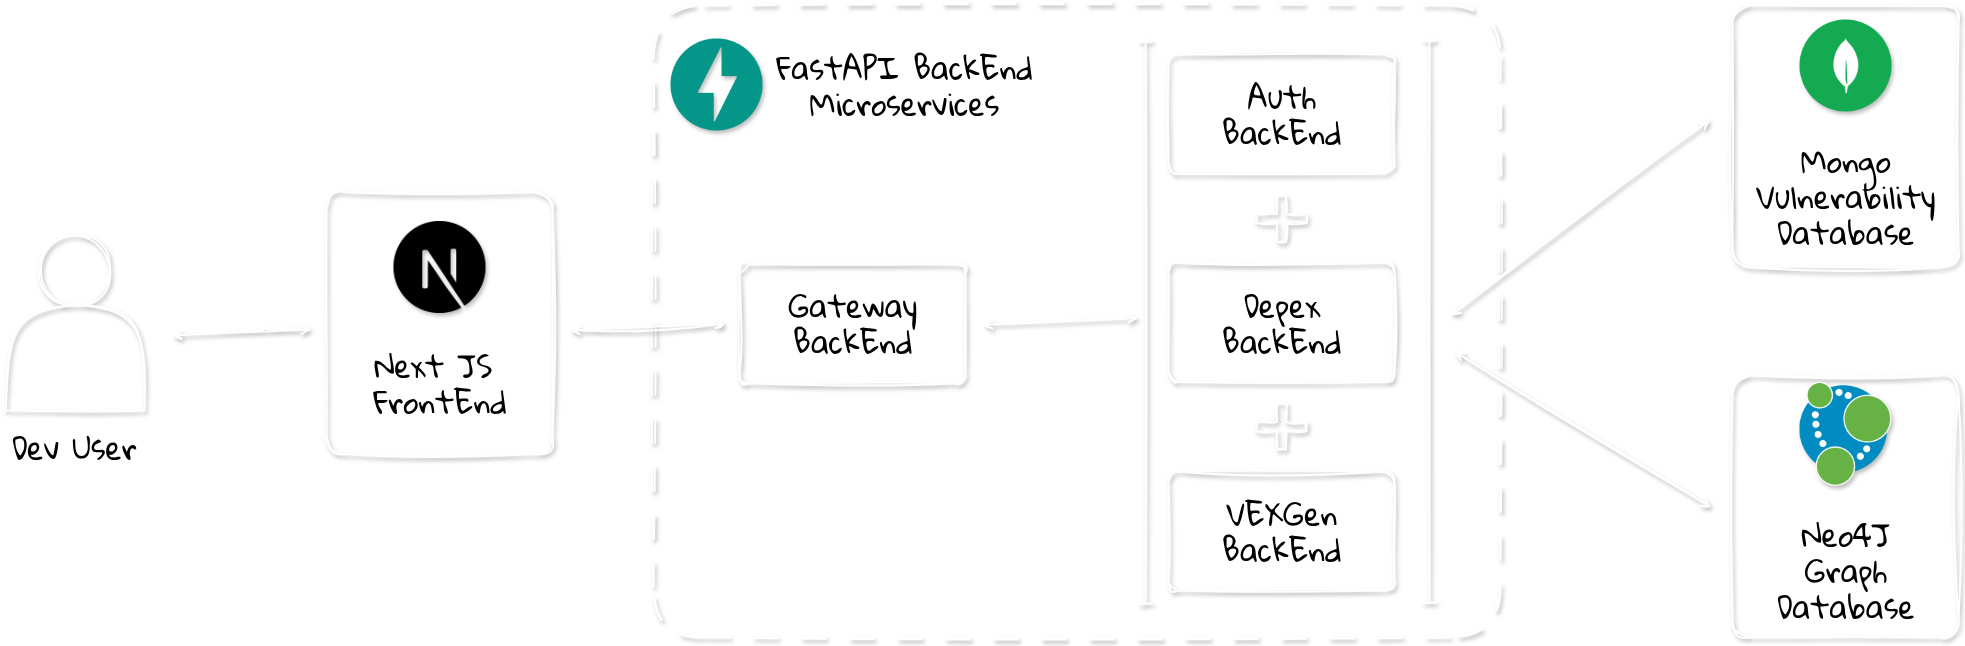 Dev User
Next JS
FrontEnd
FastAPI BackEnd
Microservices
Gateway
BackEnd
Auth
BackEnd
Depex
BackEnd
VEXGen
BackEnd
Mongo
Vulnerability
Database
Neo4J
Graph
Database